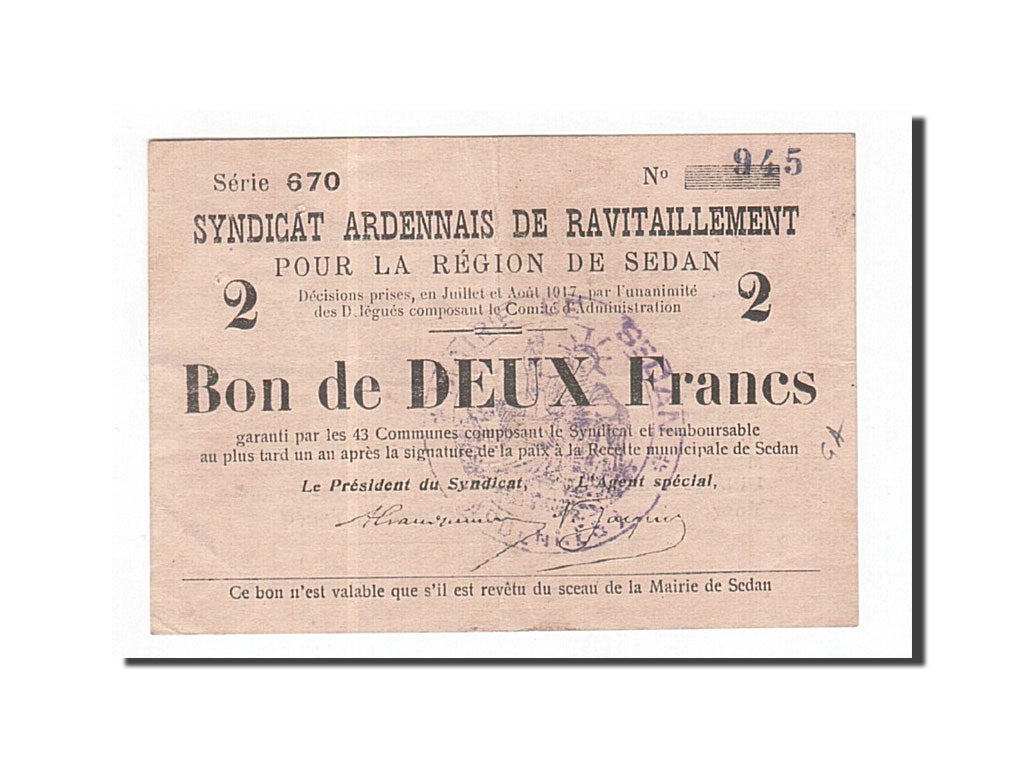 Série 670
No 945
SYNDICAT ARDENNAIS DE RAVITAILLEMENT
POUR LA RÉGION DE SEDAN
2 2
Décisions prises, en Juillet et Août 1917, par l'unanimité
des D.légués composant le Comité d'Administration
Bon de DEUX Francs
garanti par les 43 Communes composant le Syndicat et remboursable
au plus tard un an après la signature de la paix à la Recette municipale de Sedan
Le Président du Syndicat, L'Agent spécial,
Ce bon n'est valable que s'il est revêtu du sceau de la Mairie de Sedan
SEDAN